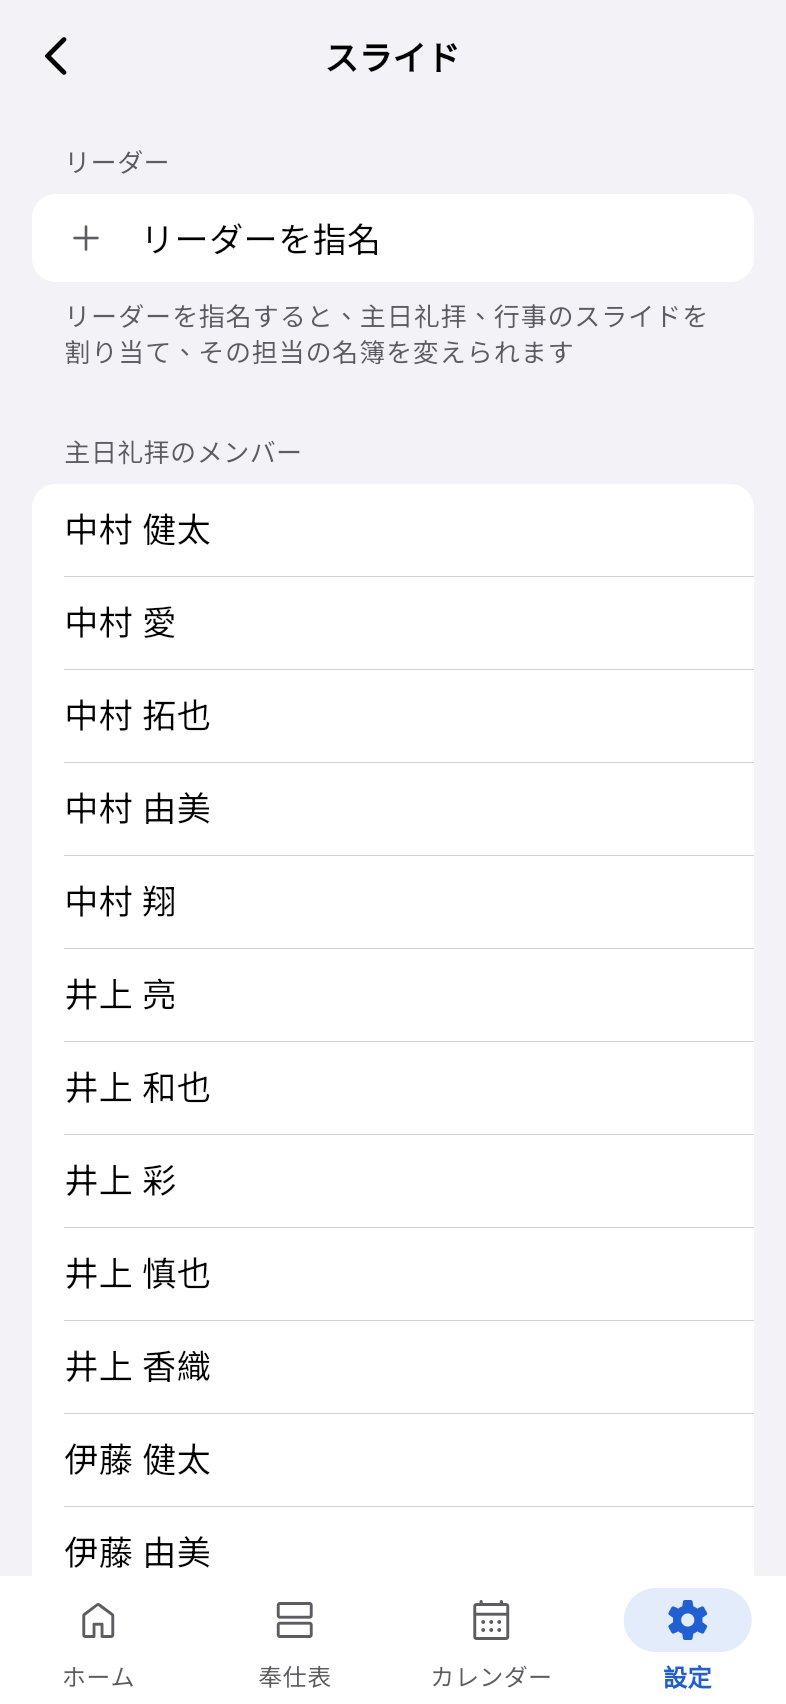 スライド
リーダー
リーダーを指名
リーダーを指名すると、主日礼拝、行事のスライドを
割り当て、その担当の名簿を変えられます
主日礼拝のメンバー
中村 健太
中村 愛
中村 拓也
中村 由美
中村 翔
井上 亮
井上 和也
井上 彩
井上 慎也
井上 香織
伊藤 健太
伊藤 由美
ホーム
奉仕表
カレンダー
設定